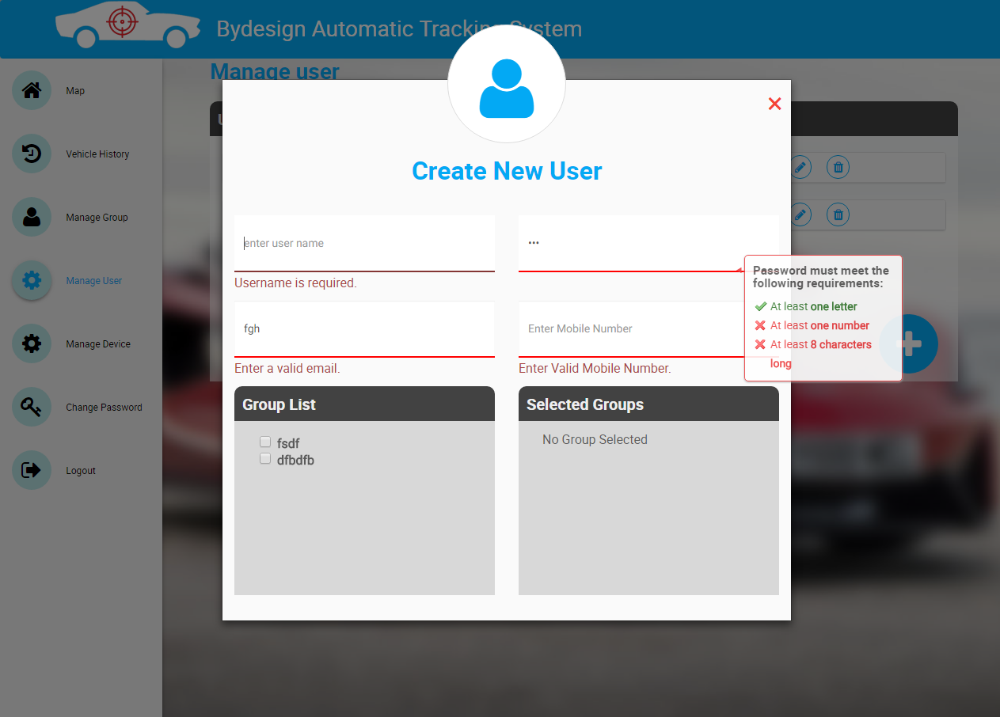 Bydesign Automatic Tracking System
Manage user
Map
Vehicle History
Manage Group
Manage User
Manage Device
Change Password
Logout
Create New User
enter user name
•••
Username is required.
Password must meet the
following requirements:
At least one letter
At least one number
At least 8 characters
long
fgh
Enter Mobile Number
Enter a valid email.
Enter Valid Mobile Number.
Group List
fsdf
dfbdfb
Selected Groups
No Group Selected